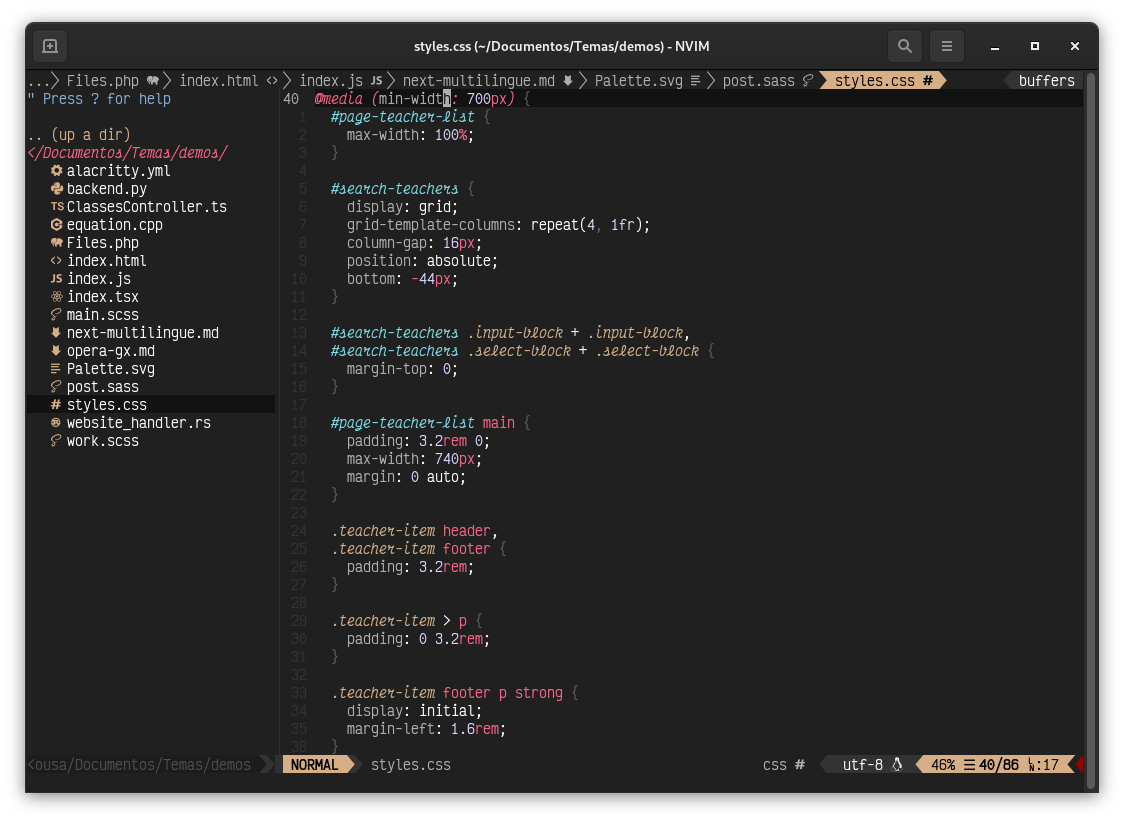 styles.css (~/Documentos/Temas/demos) - NVIM
...> Files.php > index.html <> > index.js JS > next-multilingue.md > Palette.svg > post.sass styles.css # buffers
" Press ? for help
.. (up a dir)
</Documentos/Temas/demos/
alacritty.yml
backend.py
TS ClassesController.ts
equation.cpp
Files.php
<> index.html
JS index.js
index.tsx
main.scss
next-multilingue.md
opera-gx.md
Palette.svg
post.sass
# styles.css
website_handler.rs
work.scss
40 @media (min-width: 700px) {
1 #page-teacher-list {
2 max-width: 100%;
3 }
4
5 #search-teachers {
6 display: grid;
7 grid-template-columns: repeat(4, 1fr);
8 column-gap: 16px;
9 position: absolute;
10 bottom: -44px;
11 }
12
13 #search-teachers .input-block + .input-block,
14 #search-teachers .select-block + .select-block {
15 margin-top: 0;
16 }
17
18 #page-teacher-list main {
19 padding: 3.2rem 0;
20 max-width: 740px;
21 margin: 0 auto;
22 }
23
24 .teacher-item header,
25 .teacher-item footer {
26 padding: 3.2rem;
27 }
28
29 .teacher-item > p {
30 padding: 0 3.2rem;
31 }
32
33 .teacher-item footer p strong {
34 display: initial;
35 margin-left: 1.6rem;
36 }
<ousa/Documentos/Temas/demos NORMAL styles.css css # utf-8 46% ☰ 40/86 :17